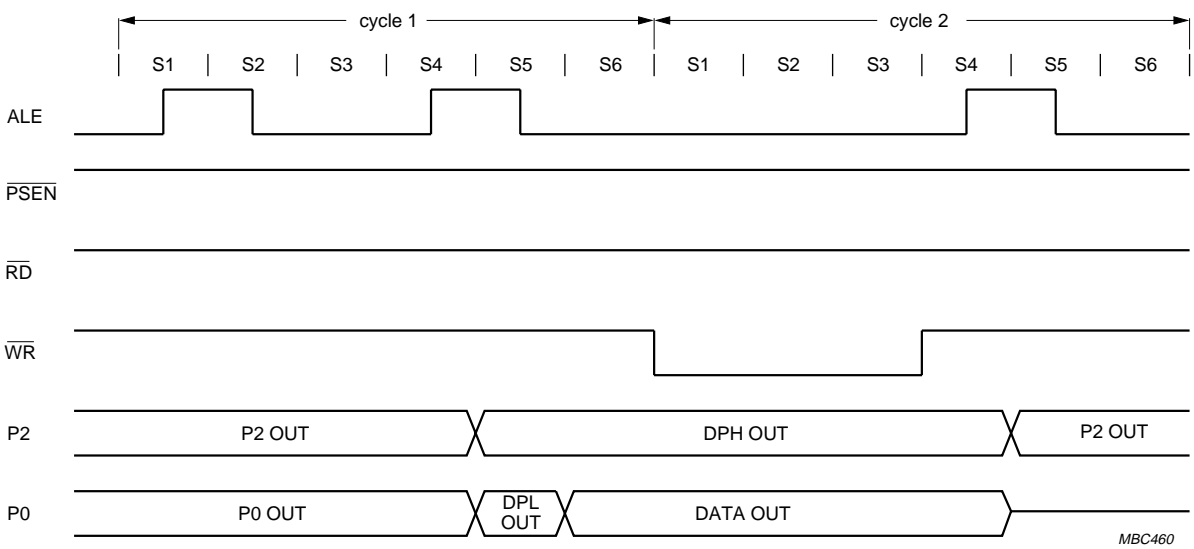 cycle 1 cycle 2
S1 S2 S3 S4 S5 S6 S1 S2 S3 S4 S5 S6
ALE
PSEN
RD
WR
P2 P2 OUT DPH OUT P2 OUT
P0 P0 OUT DPL OUT DATA OUT
MBC460